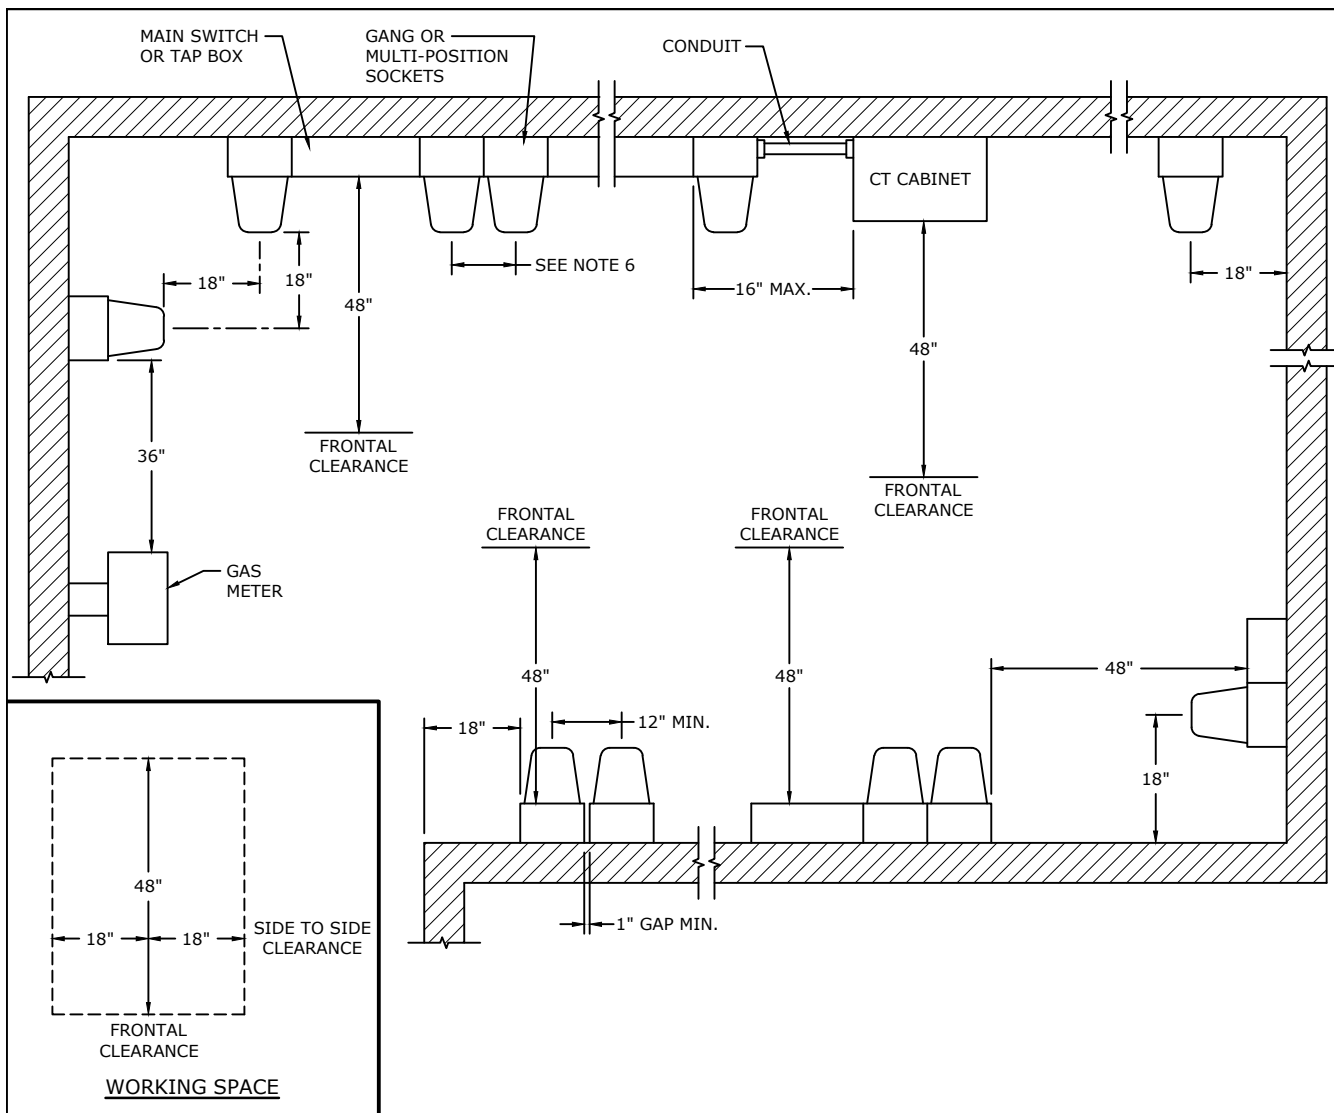 MAIN SWITCH
OR TAP BOX
GANG OR
MULTI-POSITION
SOCKETS
CONDUIT
CT CABINET
18"
18"
48"
SEE NOTE 6
16" MAX.
18"
48"
36"
FRONTAL
CLEARANCE
FRONTAL
CLEARANCE
FRONTAL
CLEARANCE
FRONTAL
CLEARANCE
GAS
METER
48"
48"
48"
18"
12" MIN.
18"
1" GAP MIN.
48"
18"
18"
SIDE TO SIDE
CLEARANCE
FRONTAL
CLEARANCE
WORKING SPACE